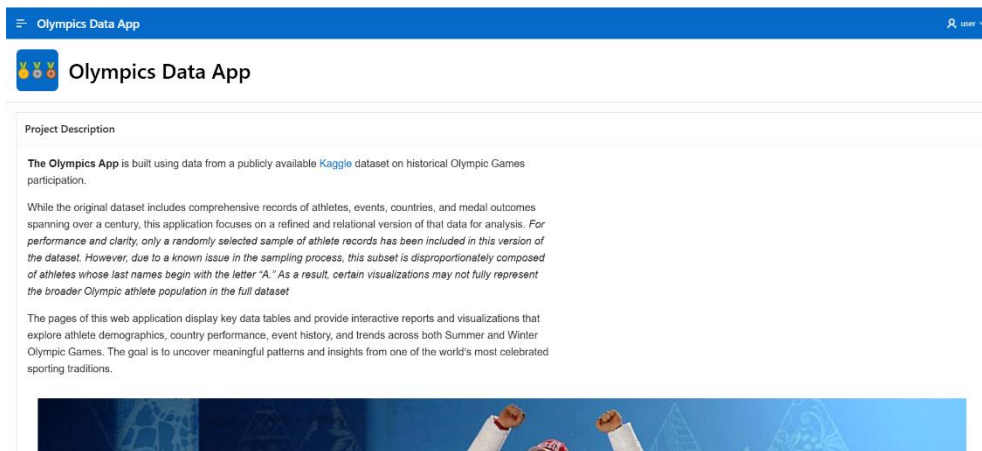 Olympics Data App
user
Olympics Data App
Project Description
The Olympics App is built using data from a publicly available Kaggle dataset on historical Olympic Games
participation.
While the original dataset includes comprehensive records of athletes, events, countries, and medal outcomes
spanning over a century, this application focuses on a refined and relational version of that data for analysis. For
performance and clarity, only a randomly selected sample of athlete records has been included in this version of
the dataset. However, due to a known issue in the sampling process, this subset is disproportionately composed
of athletes whose last names begin with the letter “A.” As a result, certain visualizations may not fully represent
the broader Olympic athlete population in the full dataset
The pages of this web application display key data tables and provide interactive reports and visualizations that
explore athlete demographics, country performance, event history, and trends across both Summer and Winter
Olympic Games. The goal is to uncover meaningful patterns and insights from one of the world's most celebrated
sporting traditions.